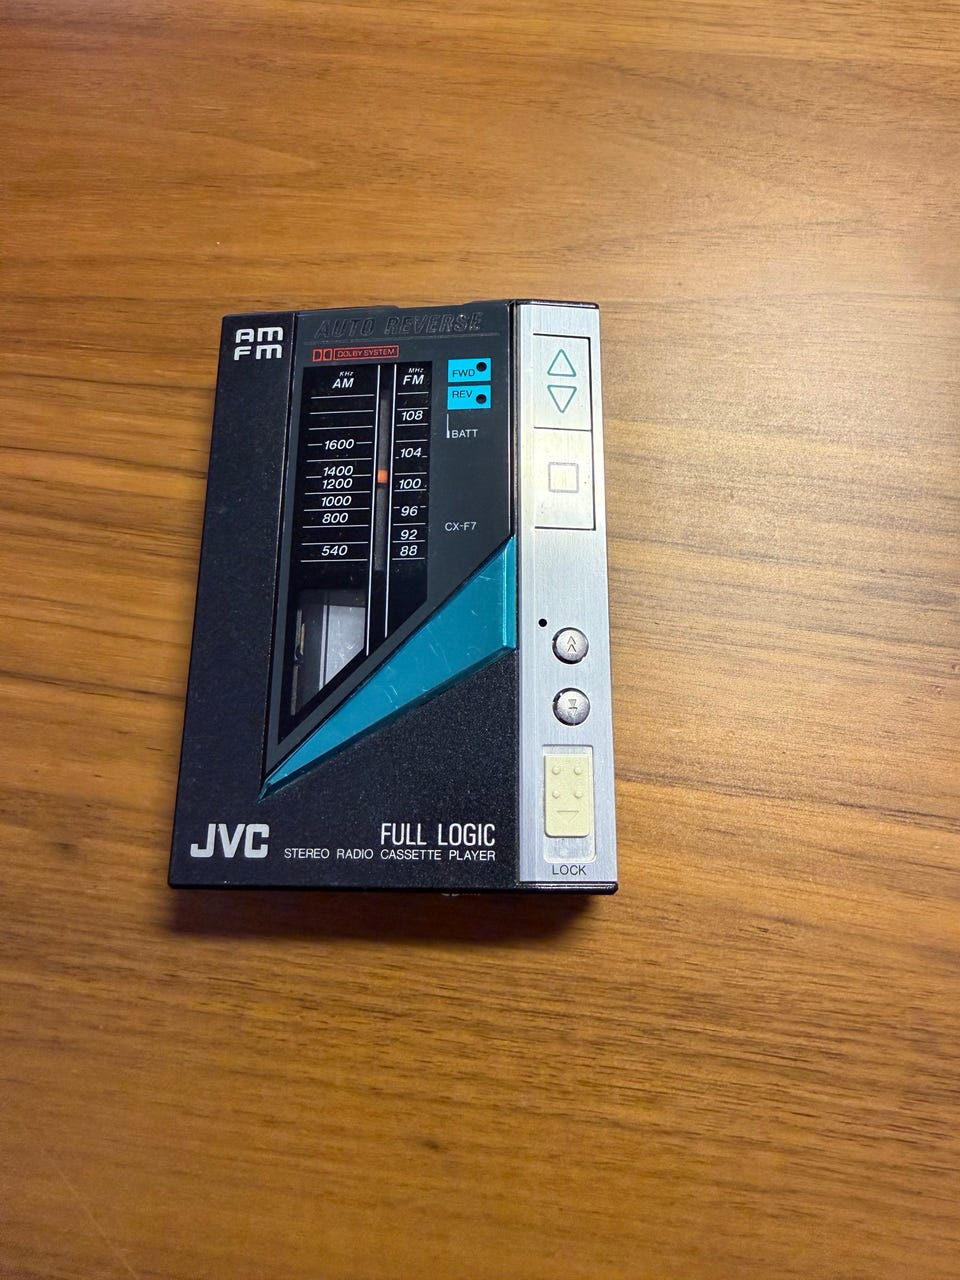 AM
FM
AUTO REVERSE
DOLBY SYSTEM
KHz
AM
MHz
FM
FWD
REV
108
BATT
1600
104
1400
1200
100
1000
96
800
CX-F7
92
540
88
JVC
FULL LOGIC
STEREO RADIO CASSETTE PLAYER
LOCK